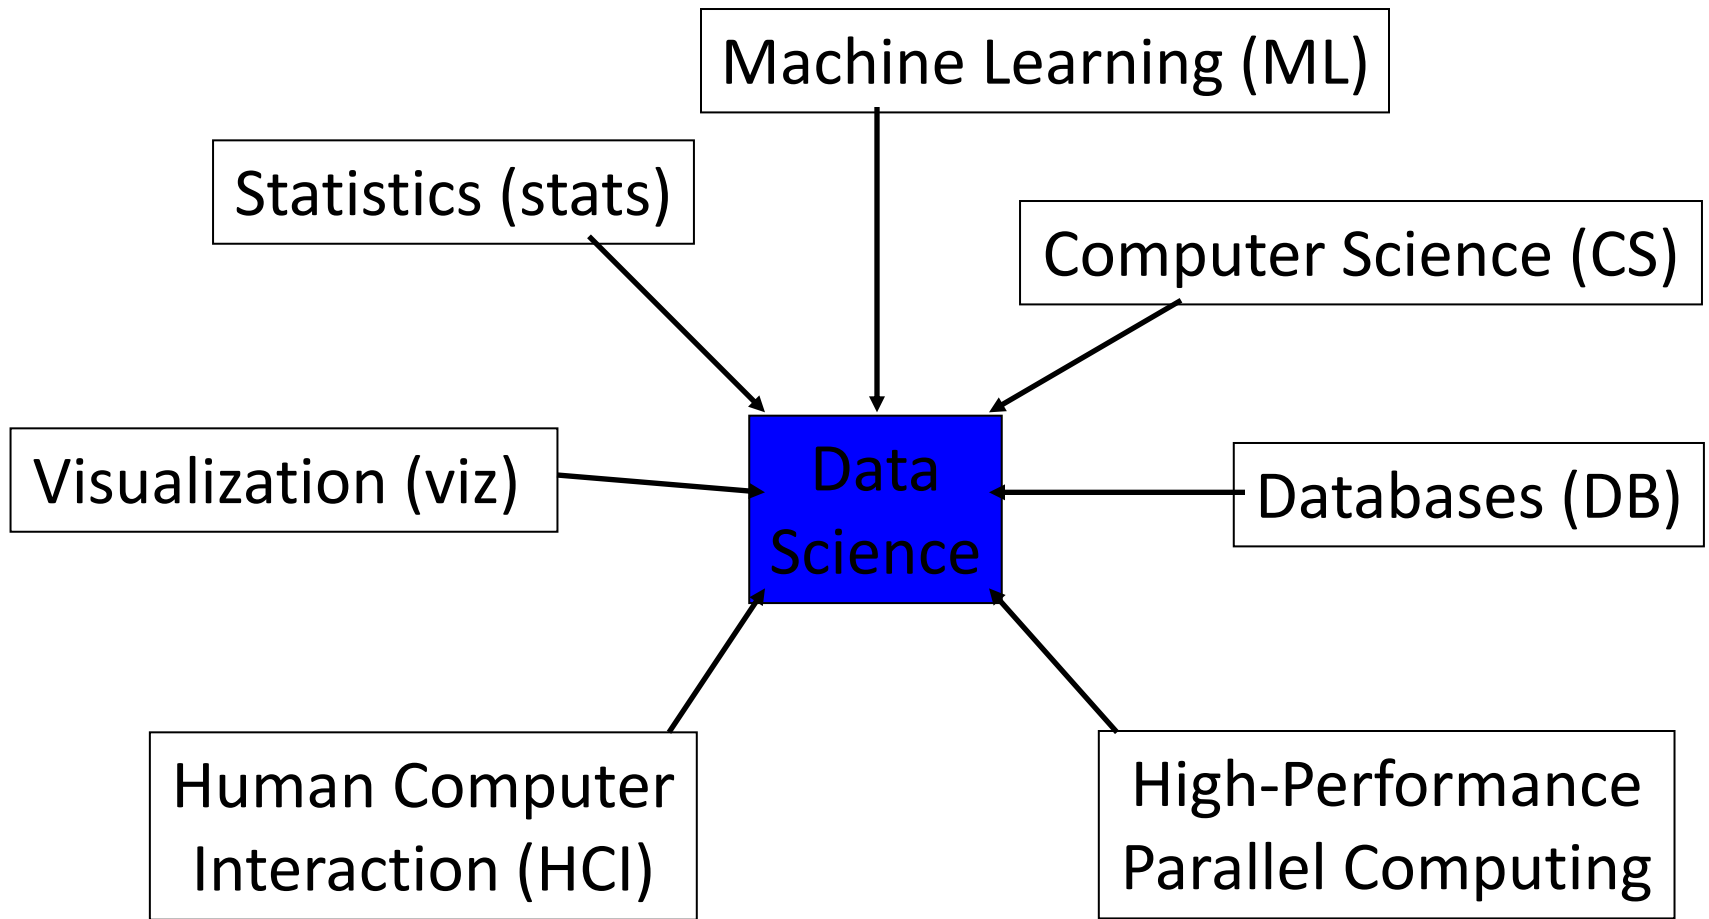 Machine Learning (ML)
Statistics (stats)
Computer Science (CS)
Visualization (viz)
Data
Science
Databases (DB)
Human Computer
Interaction (HCI)
High-Performance
Parallel Computing